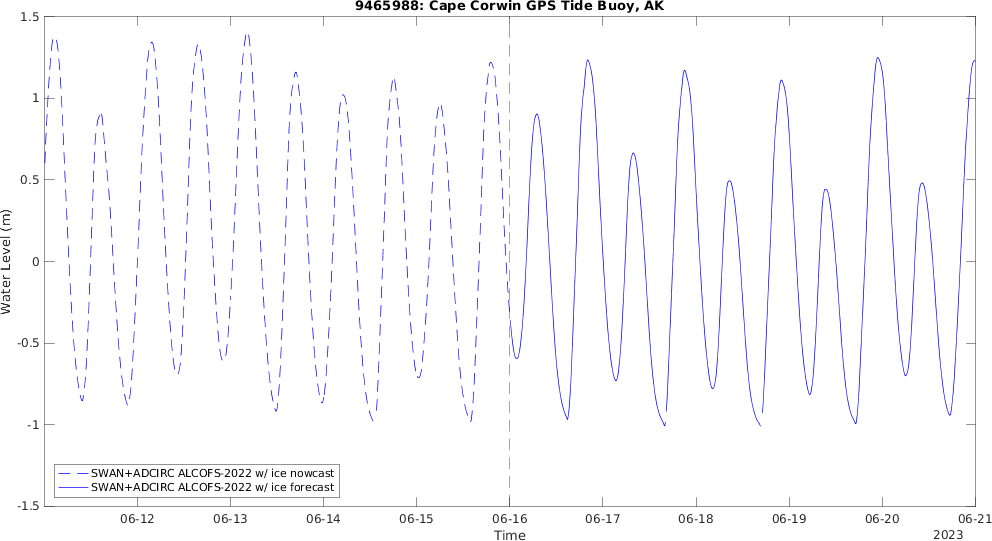 9465988: Cape Corwin GPS Tide Buoy, AK
1.5
1
0.5
0
-0.5
-1
-1.5
Water Level (m)
SWAN+ADCIRC ALCOFS-2022 w/ ice nowcast
SWAN+ADCIRC ALCOFS-2022 w/ ice forecast
06-12 06-13 06-14 06-15 06-16 06-17 06-18 06-19 06-20 06-21
Time
2023